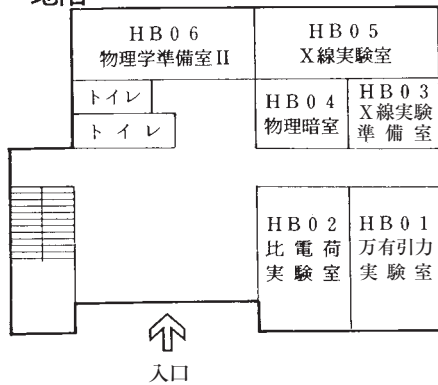 地階
HB06
物理学準備室II
HB05
X線実験室
トイレ
トイレ
HB04
物理暗室
HB03
X線実験
準備室
HB02
比電荷
実験室
HB01
万有引力
実験室
入口